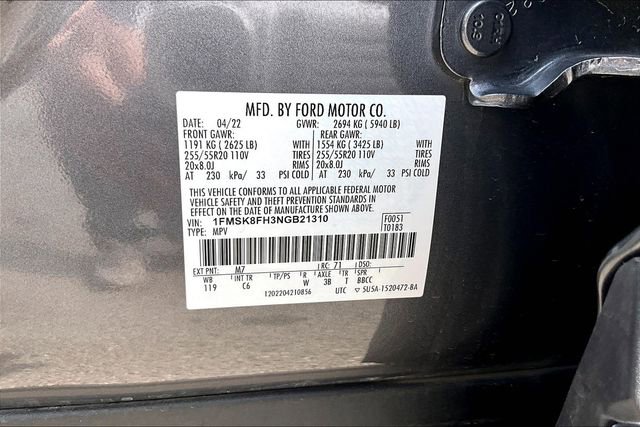 MFD. BY FORD MOTOR CO.
DATE: 04/22 GVWR: 2694 KG ( 5940 LB)
FRONT GAWR: REAR GAWR:
1191 KG ( 2625 LB) WITH 1554 KG ( 3425 LB) WITH
255/55R20 110V TIRES 255/55R20 110V TIRES
20x8.0J RIMS 20x8.0J RIMS
AT 230 kPa/ 33 PSI COLD AT 230 kPa/ 33 PSI COLD
THIS VEHICLE CONFORMS TO ALL APPLICABLE FEDERAL MOTOR
VEHICLE SAFETY AND THEFT PREVENTION STANDARDS IN
EFFECT ON THE DATE OF MANUFACTURE SHOWN ABOVE.
VIN: 1FMSK8FH3NGB21310 F0051
TYPE: MPV T0183
EXT PNT: M7 RC: 71 DSO:
WB INT TR TP/PS R AXLE TR SPR
119 C6 W 3B T BBCC
1202204210856 UTC 5U5A-1520472-BA